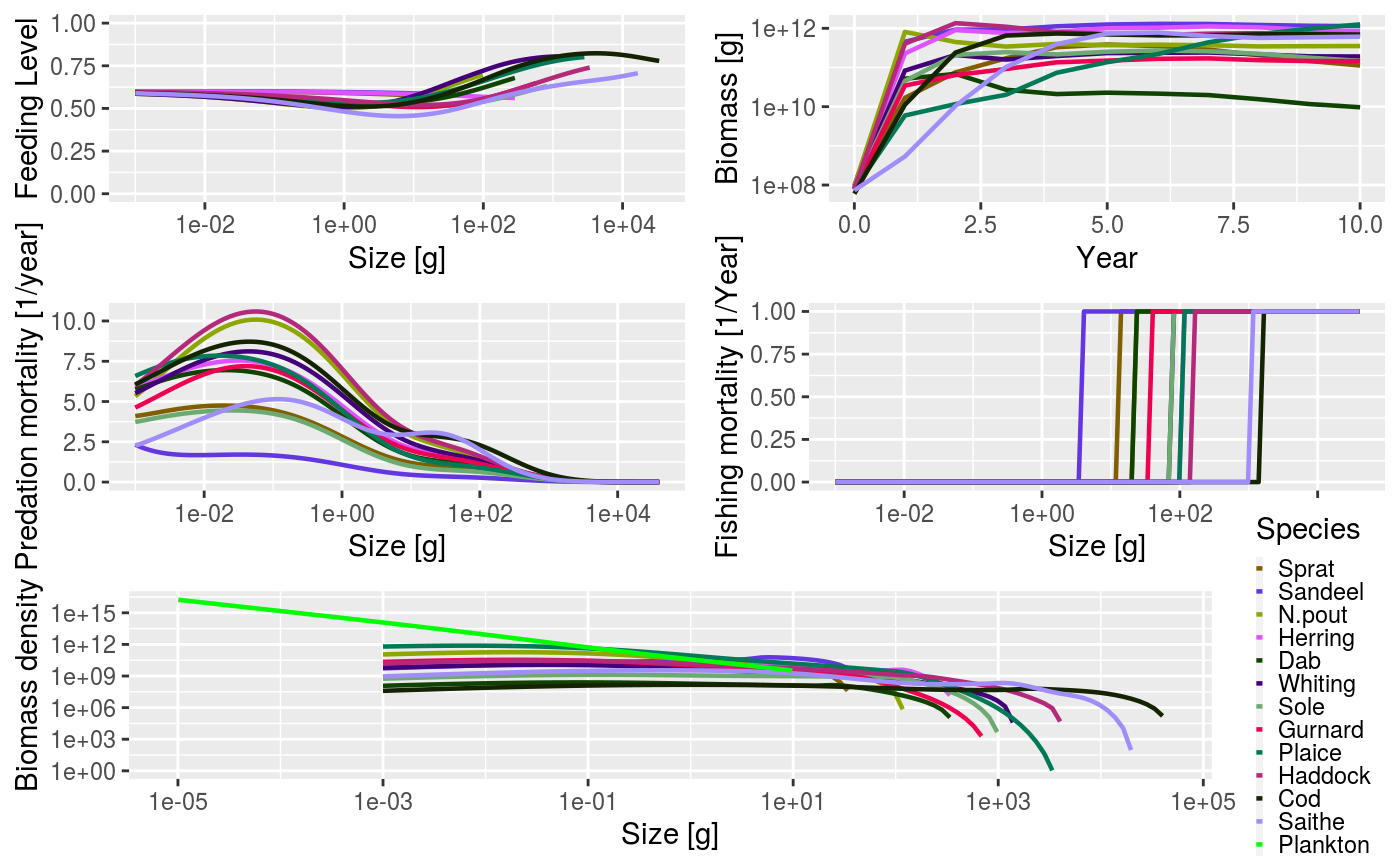 Feeding Level
1.00
0.75
0.50
0.25
0.00
1e-02
1e+00
1e+02
1e+04
Size [g]
Biomass [g]
1e+12
1e+10
1e+08
0.0
2.5
5.0
7.5
10.0
Year
Predation mortality [1/year]
10.0
7.5
5.0
2.5
0.0
1e-02
1e+00
1e+02
1e+04
Size [g]
Fishing mortality [1/Year]
1.00
0.75
0.50
0.25
0.00
1e-02
1e+00
1e+02
Size [g]
Biomass density
1e+15
1e+12
1e+09
1e+06
1e+03
1e+00
1e-05
1e-03
1e-01
1e+01
1e+03
1e+05
Size [g]
Species
Sprat
Sandeel
N.pout
Herring
Dab
Whiting
Sole
Gurnard
Plaice
Haddock
Cod
Saithe
Plankton